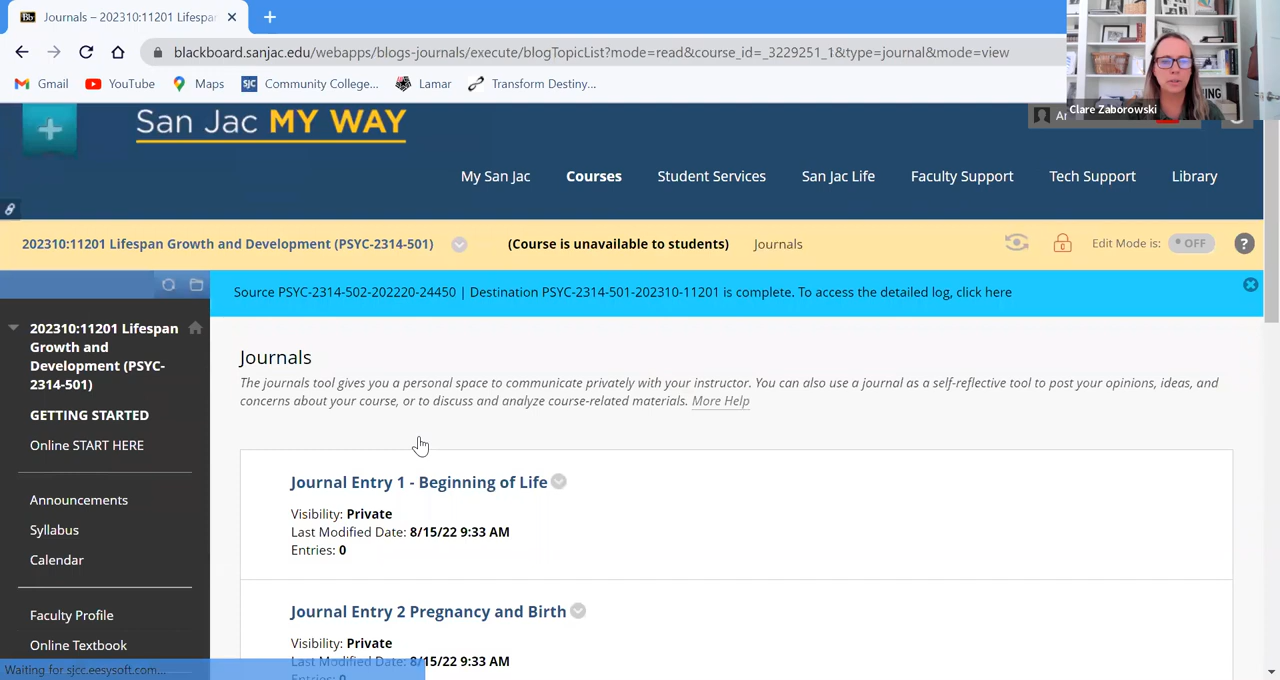 Journals – 202310:11201 Lifespa
blackboard.sanjac.edu/webapps/blogs-journals/execute/blogTopicList?mode=read&course_id=_3229251_1&type=journal&mode=view
Gmail YouTube Maps SJC Community College... Lamar Transform Destiny...
Clare Zaborowski
San Jac MY WAY
My San Jac Courses Student Services San Jac Life Faculty Support Tech Support Library
202310:11201 Lifespan Growth and Development (PSYC-2314-501) (Course is unavailable to students) Journals Edit Mode is: OFF ?
Source PSYC-2314-502-202220-24450 | Destination PSYC-2314-501-202310-11201 is complete. To access the detailed log, click here
202310:11201 Lifespan
Growth and
Development (PSYC-
2314-501)
GETTING STARTED
Online START HERE
Announcements
Syllabus
Calendar
Faculty Profile
Online Textbook
Journals
The journals tool gives you a personal space to communicate privately with your instructor. You can also use a journal as a self-reflective tool to post your opinions, ideas, and
concerns about your course, or to discuss and analyze course-related materials. More Help
Journal Entry 1 - Beginning of Life
Visibility: Private
Last Modified Date: 8/15/22 9:33 AM
Entries: 0
Journal Entry 2 Pregnancy and Birth
Visibility: Private
Last Modified Date: 8/15/22 9:33 AM
Entries: 0
Waiting for sjcc.eesysoft.com...